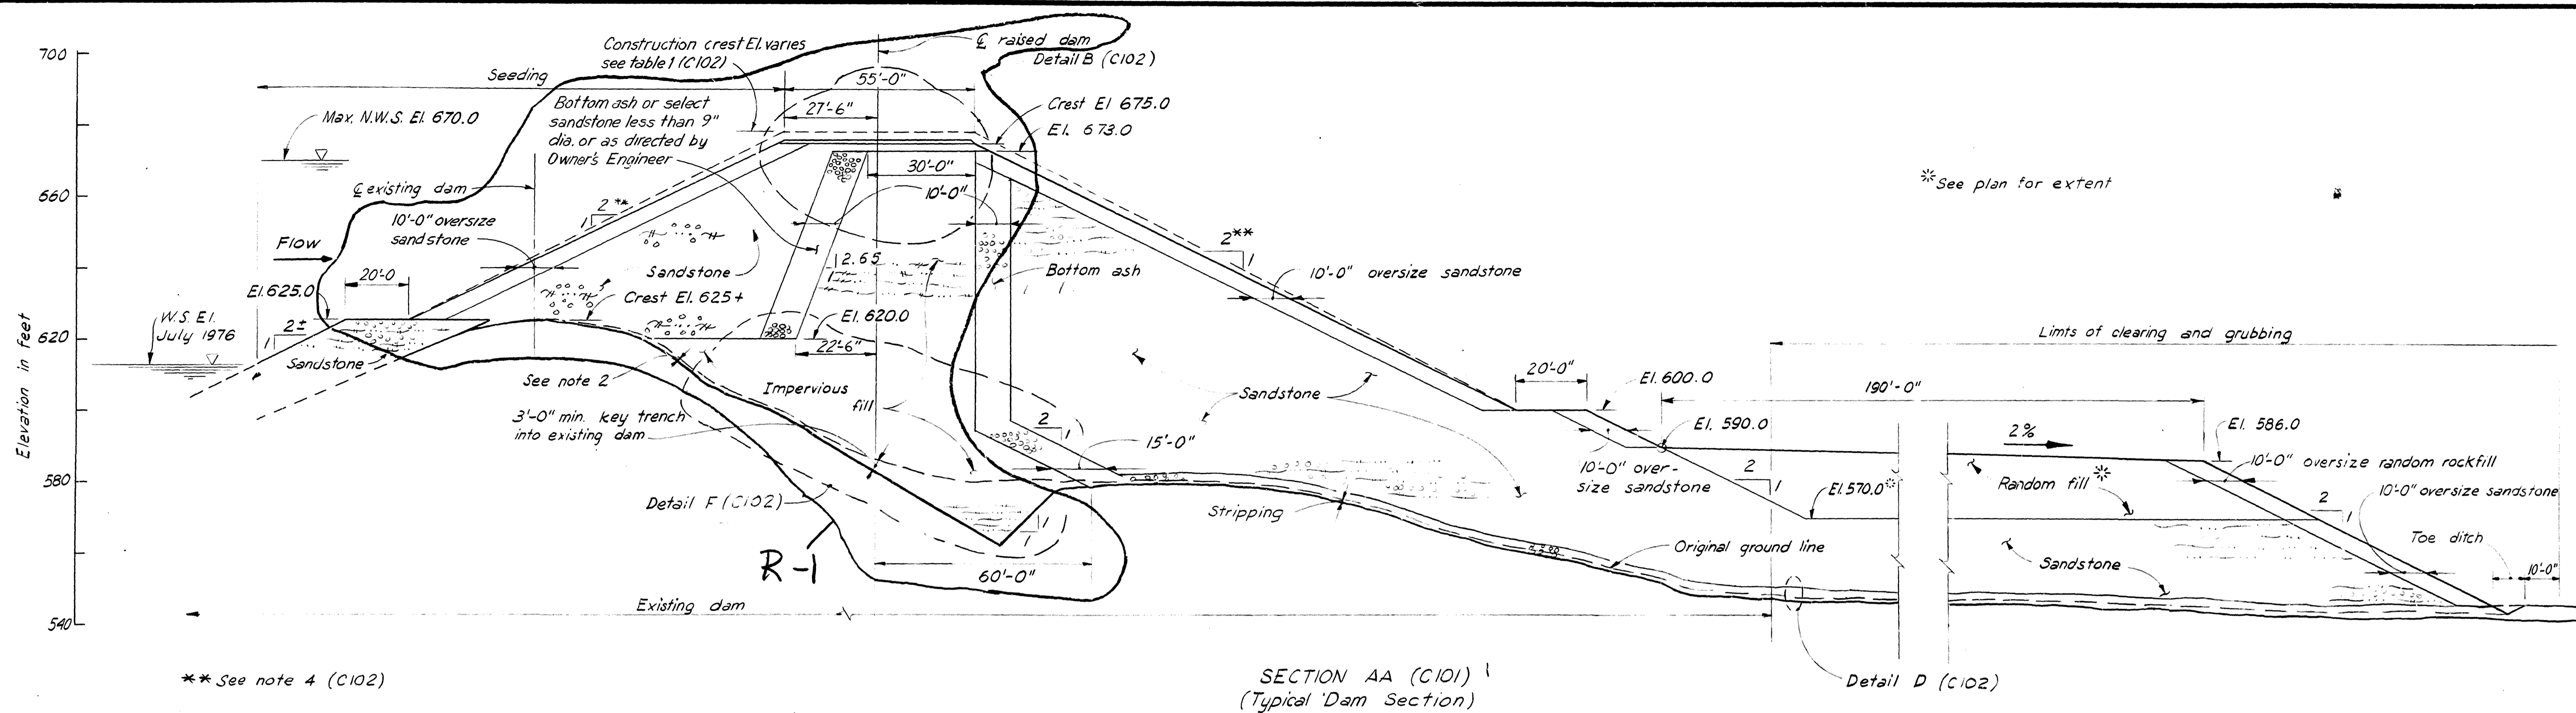 700
660
620
580
540
Elevation in feet
Seeding
Construction crest El. varies
see table 1 (C102)
℄ raised dam
Detail B (C102)
55'-0"
27'-6"
Max. N.W.S. El. 670.0
Bottom ash or select
sandstone less than 9"
dia. or as directed by
Owner's Engineer
Crest El 675.0
El. 673.0
30'-0"
10'-0"
℄ existing dam
10'-0" oversize
sandstone
2**
1
Flow
20'-0
El. 625.0
W.S. El.
July 1976
2±
1
Sandstone
Sandstone
Crest El. 625+
1
2.65
El. 620.0
22'-6"
See note 2
3'-0" min. key trench
into existing dam
Impervious
fill
Detail F (C102)
R-1
60'-0"
1
1
Existing dam
Bottom ash
2
1
15'-0"
Sandstone
2**
1
10'-0" oversize sandstone
20'-0"
El. 600.0
El. 590.0
10'-0" over-
size sandstone
2
1
Stripping
Original ground line
*See plan for extent
Limts of clearing and grubbing
190'-0"
2%
El. 586.0
El. 570.0*
Random fill *
10'-0" oversize random rockfill
10'-0" oversize sandstone
2
1
Toe ditch
10'-0"
Sandstone
Detail D (C102)
** See note 4 (C102)
SECTION AA (C101)
(Typical Dam Section)